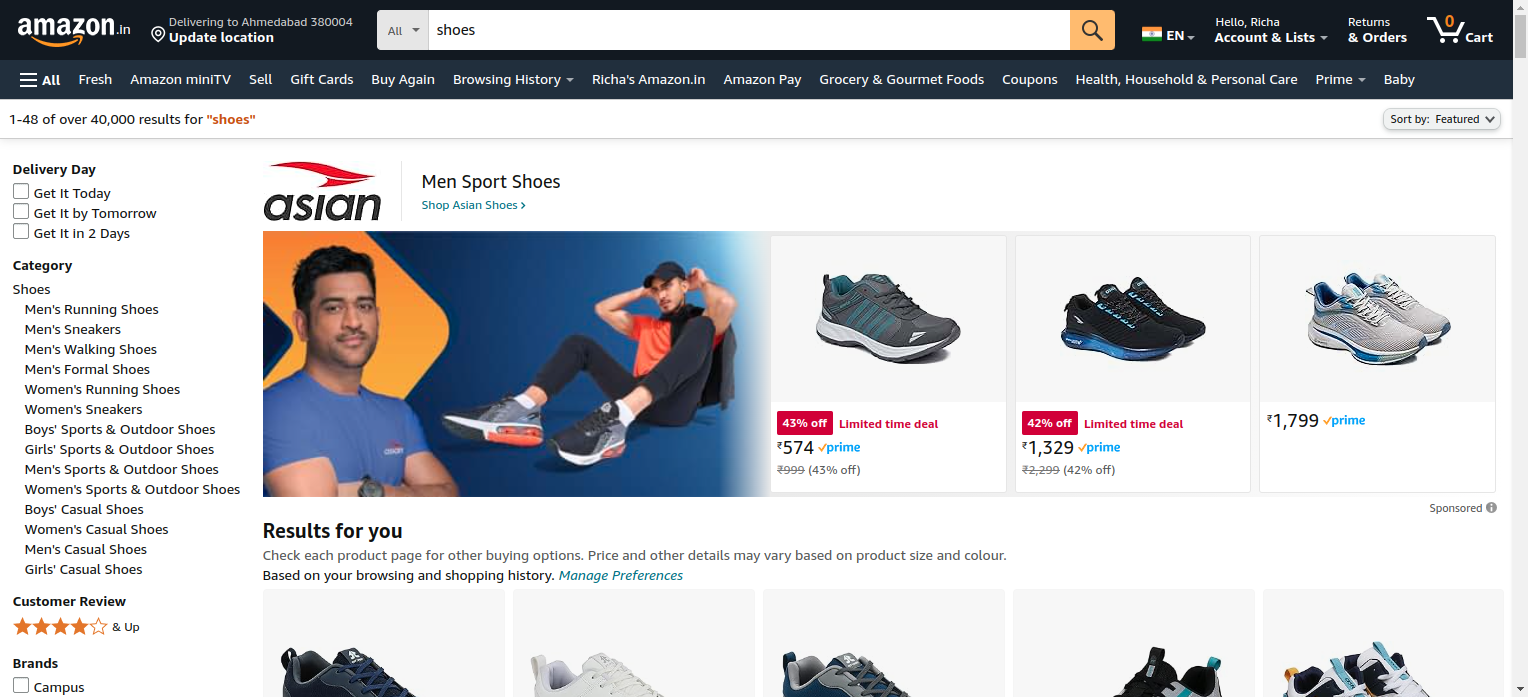 amazon.in
Delivering to Ahmedabad 380004
Update location
All
shoes
EN
Hello, Richa
Account & Lists
Returns
& Orders
0
Cart
All
Fresh
Amazon miniTV
Sell
Gift Cards
Buy Again
Browsing History
Richa's Amazon.in
Amazon Pay
Grocery & Gourmet Foods
Coupons
Health, Household & Personal Care
Prime
Baby
1-48 of over 40,000 results for "shoes"
Sort by: Featured
Delivery Day
Get It Today
Get It by Tomorrow
Get It in 2 Days
Category
Shoes
Men's Running Shoes
Men's Sneakers
Men's Walking Shoes
Men's Formal Shoes
Women's Running Shoes
Women's Sneakers
Boys' Sports & Outdoor Shoes
Girls' Sports & Outdoor Shoes
Men's Sports & Outdoor Shoes
Women's Sports & Outdoor Shoes
Boys' Casual Shoes
Women's Casual Shoes
Men's Casual Shoes
Girls' Casual Shoes
Customer Review
& Up
Brands
Campus
asian
Men Sport Shoes
Shop Asian Shoes ›
asian
43% off Limited time deal
₹574 prime
₹999 (43% off)
42% off Limited time deal
₹1,329 prime
₹2,299 (42% off)
₹1,799 prime
Sponsored
Results for you
Check each product page for other buying options. Price and other details may vary based on product size and colour.
Based on your browsing and shopping history. Manage Preferences